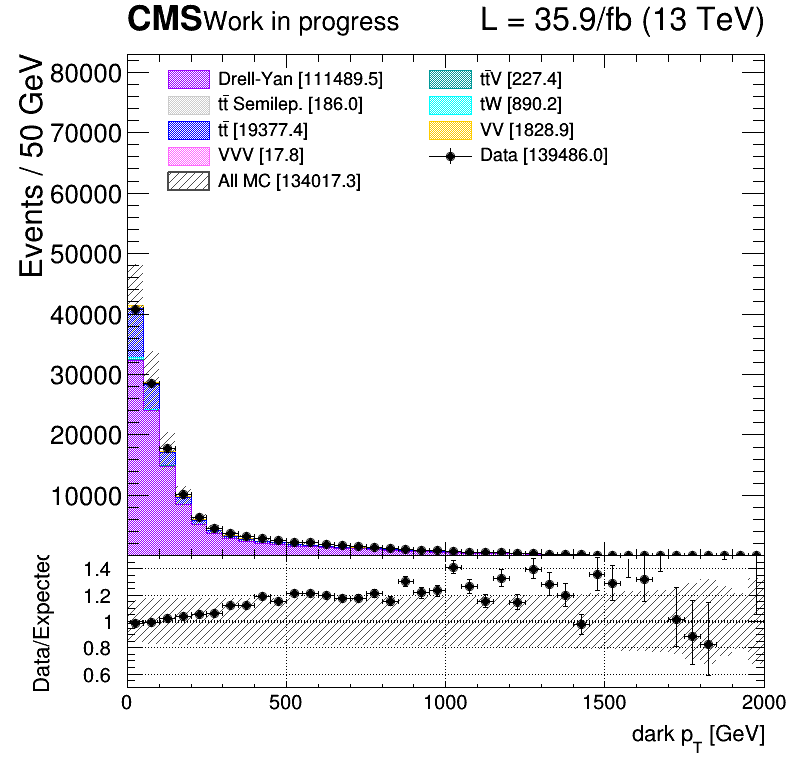 CMS Work in progress L = 35.9/fb (13 TeV)
Events / 50 GeV
80000
70000
60000
50000
40000
30000
20000
10000
Drell-Yan [111489.5]
tt̄ Semilep. [186.0]
tt̄ [19377.4]
VVV [17.8]
All MC [134017.3]
tt̄V [227.4]
tW [890.2]
VV [1828.9]
Data [139486.0]
Data/Expected
1.4
1.2
1
0.8
0.6
0 500 1000 1500 2000
dark p_T [GeV]